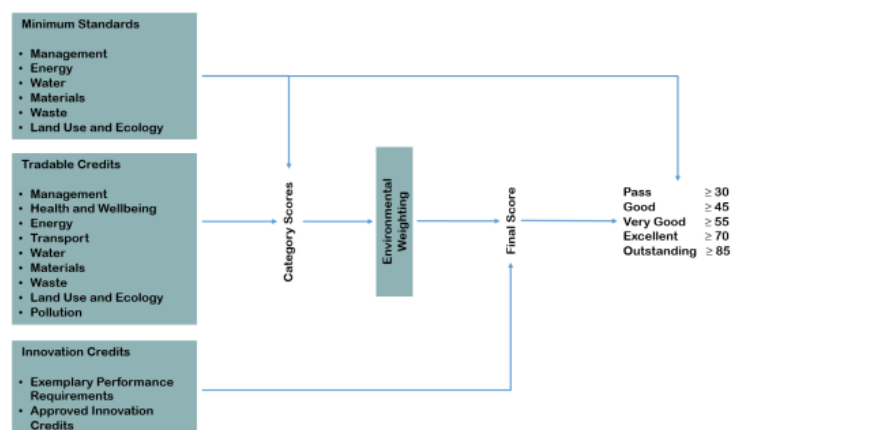 Minimum Standards
• Management
• Energy
• Water
• Materials
• Waste
• Land Use and Ecology
Tradable Credits
• Management
• Health and Wellbeing
• Energy
• Transport
• Water
• Materials
• Waste
• Land Use and Ecology
• Pollution
Innovation Credits
• Exemplary Performance
Requirements
• Approved Innovation
Credits
Category Scores
Environmental
Weighting
Final Score
Pass ≥ 30
Good ≥ 45
Very Good ≥ 55
Excellent ≥ 70
Outstanding ≥ 85